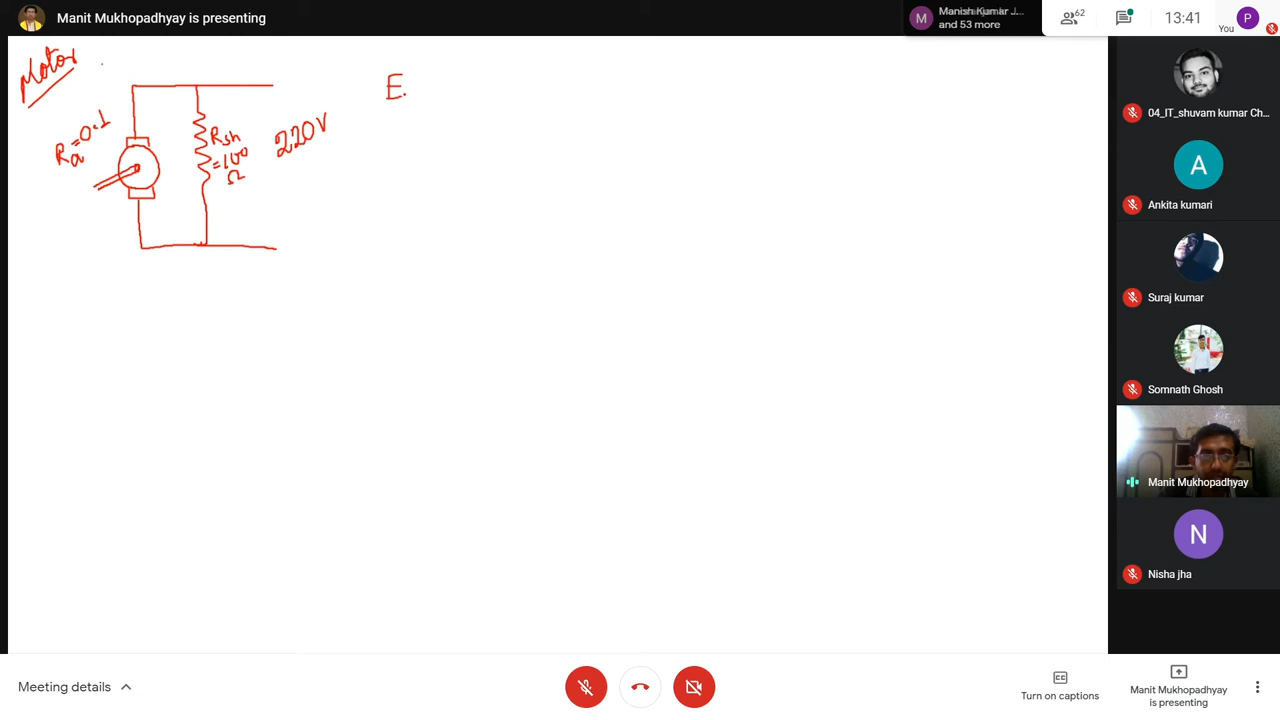 Manit Mukhopadhyay is presenting
Manish Kumar J...
and 53 more
62
13:41
You
P
M
Motor
Ra=0.1
Rsh
=100
Ω
220V
E.
04_IT_shuvam kumar Ch...
A
Ankita kumari
Suraj kumar
Somnath Ghosh
Manit Mukhopadhyay
N
Nisha jha
Meeting details
CC
Turn on captions
Manit Mukhopadhyay
is presenting